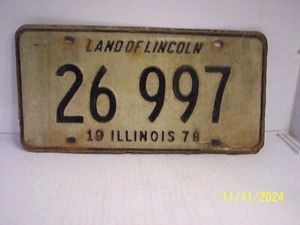 LAND OF LINCOLN
26 997
19 ILLINOIS 78
11/11/2024